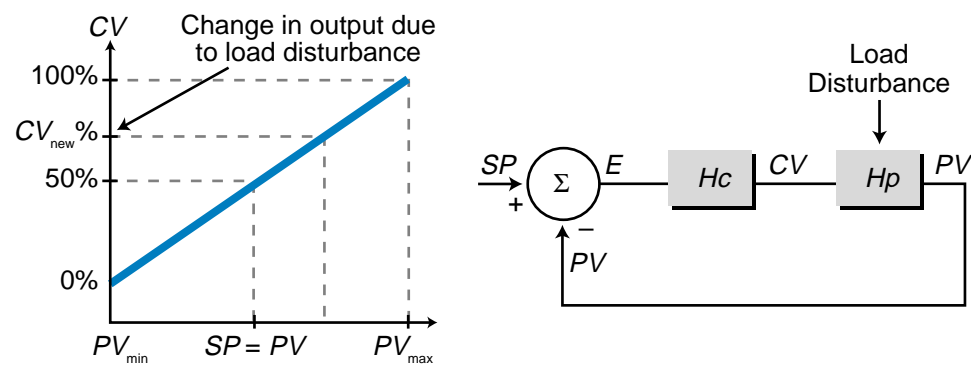 CV
Change in output due
to load disturbance
100%
CVnew%
50%
0%
PVmin
SP = PV
PVmax
Load
Disturbance
SP
+
Σ
−
E
Hc
CV
Hp
PV
PV